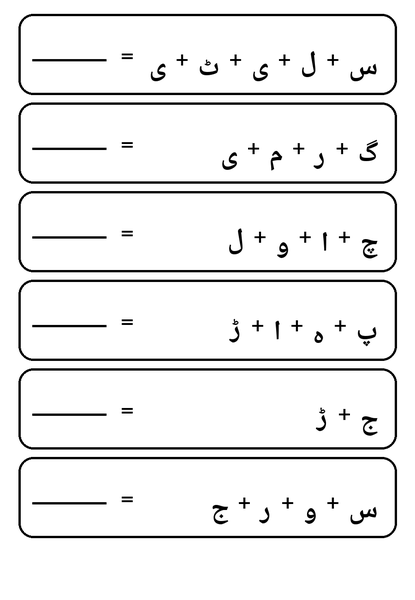 س + ل + ی + ٹ + ی = ______
گ + ر + م + ی = ______
چ + ا + و + ل = ______
پ + ہ + ا + ڑ = ______
ج + ڑ = ______
س + و + ر + ج = ______